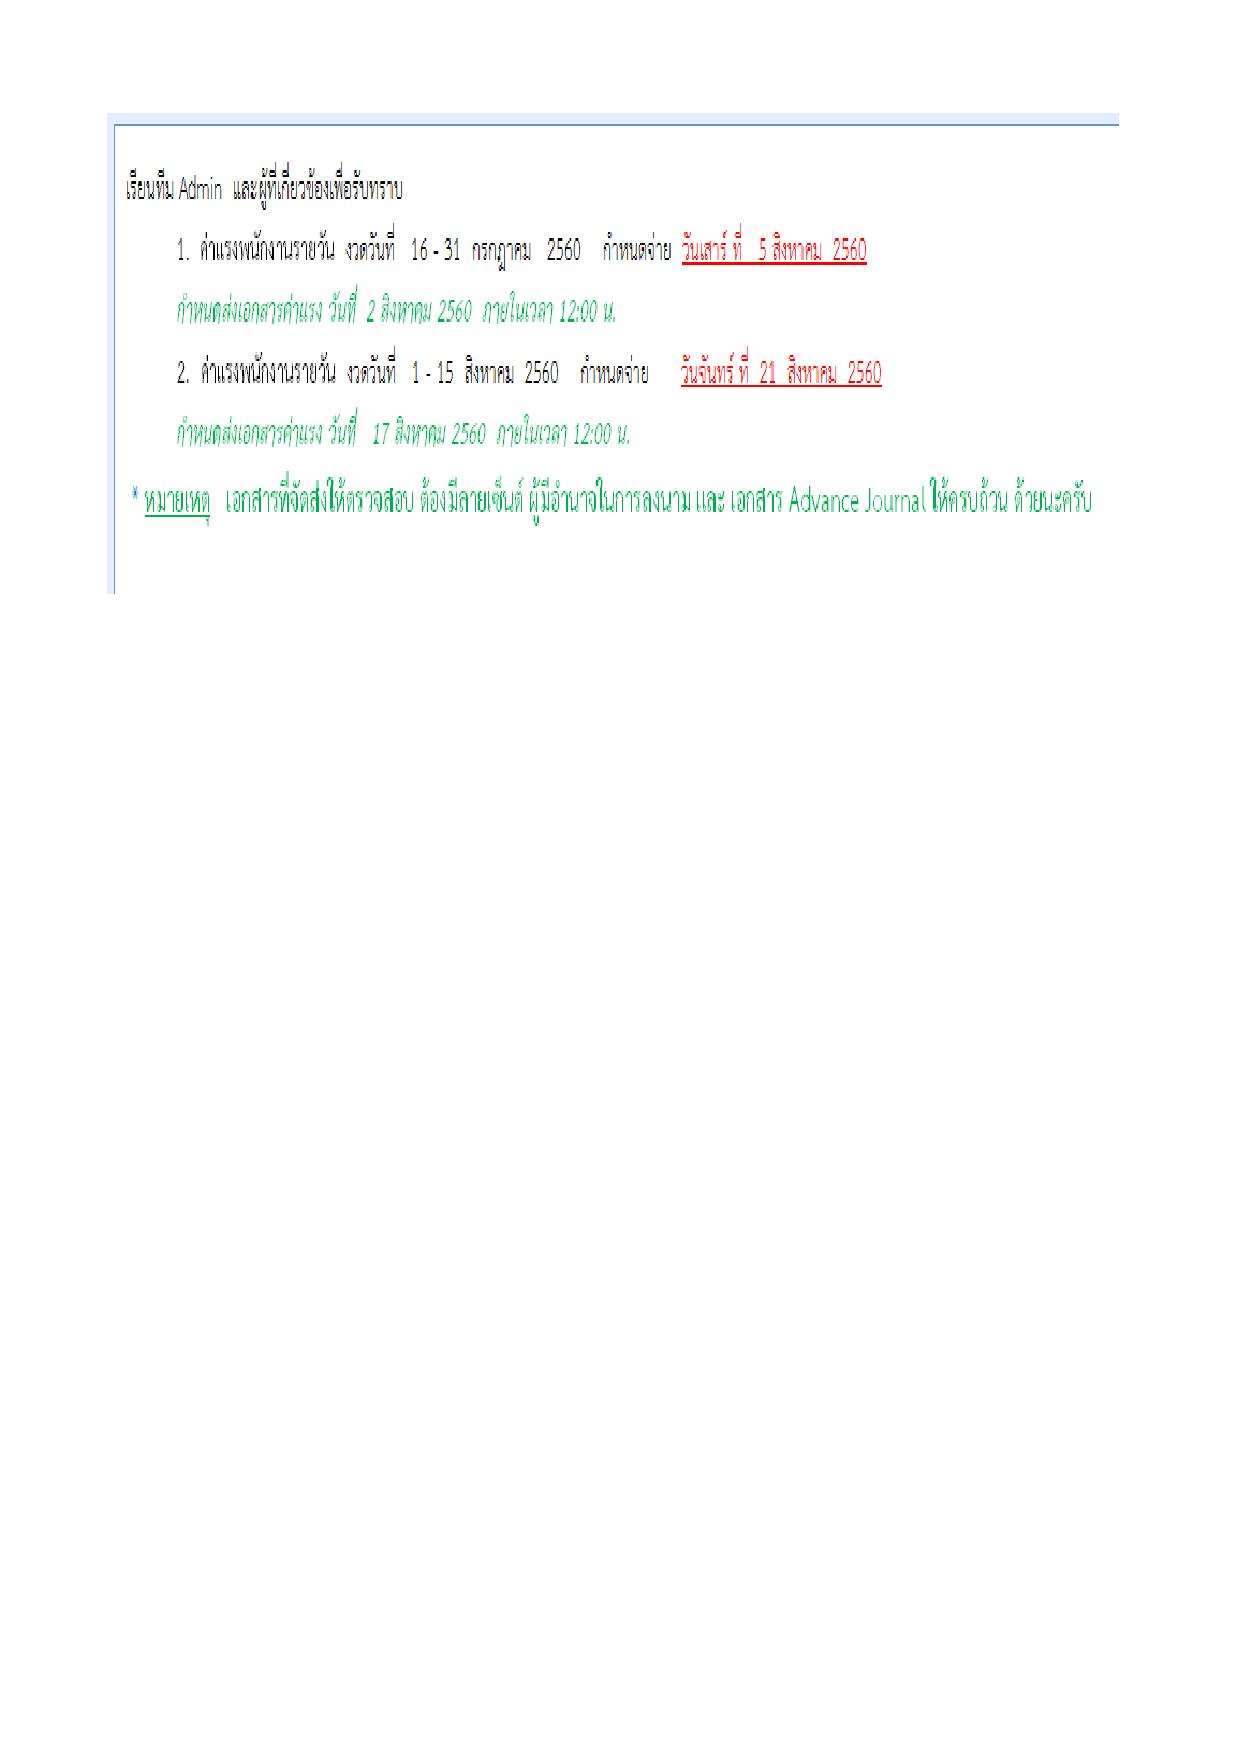 เรียนทีม Admin และผู้ที่เกี่ยวข้องเพื่อรับทราบ
1. ค่าแรงพนักงานรายวัน งวดวันที่ 16 - 31 กรกฎาคม 2560 กำหนดจ่าย วันเสาร์ ที่ 5 สิงหาคม 2560
กำหนดส่งเอกสารค่าแรง วันที่ 2 สิงหาคม 2560 ภายในเวลา 12:00 น.
2. ค่าแรงพนักงานรายวัน งวดวันที่ 1 - 15 สิงหาคม 2560 กำหนดจ่าย วันจันทร์ ที่ 21 สิงหาคม 2560
กำหนดส่งเอกสารค่าแรง วันที่ 17 สิงหาคม 2560 ภายในเวลา 12:00 น.
* หมายเหตุ เอกสารที่จัดส่งให้ตรวจสอบ ต้องมีลายเซ็นต์ ผู้มีอำนาจในการลงนาม และ เอกสาร Advance Journal ให้ครบถ้วน ด้วยนะครับ